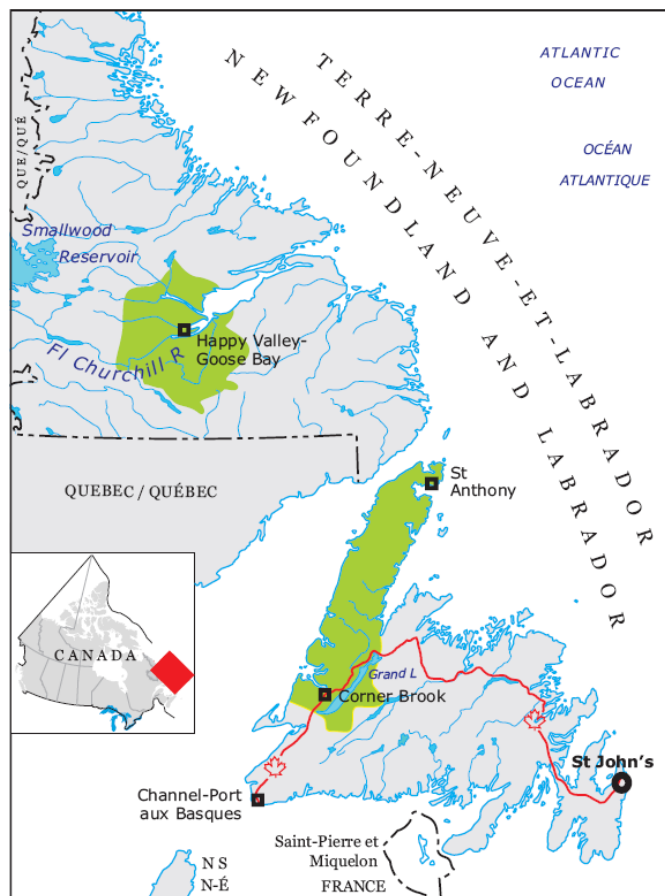 ATLANTIC
OCEAN
OCÉAN
ATLANTIQUE
TERRE-NEUVE-ET-LABRADOR
NEWFOUNDLAND AND LABRADOR
QUE/QUÉ
Smallwood
Reservoir
Happy Valley-
Goose Bay
Fl Churchill R
QUEBEC/QUÉBEC
St
Anthony
CANADA
Grand L
Corner Brook
St John's
Channel-Port
aux Basques
Saint-Pierre et
Miquelon
FRANCE
N S
N-É